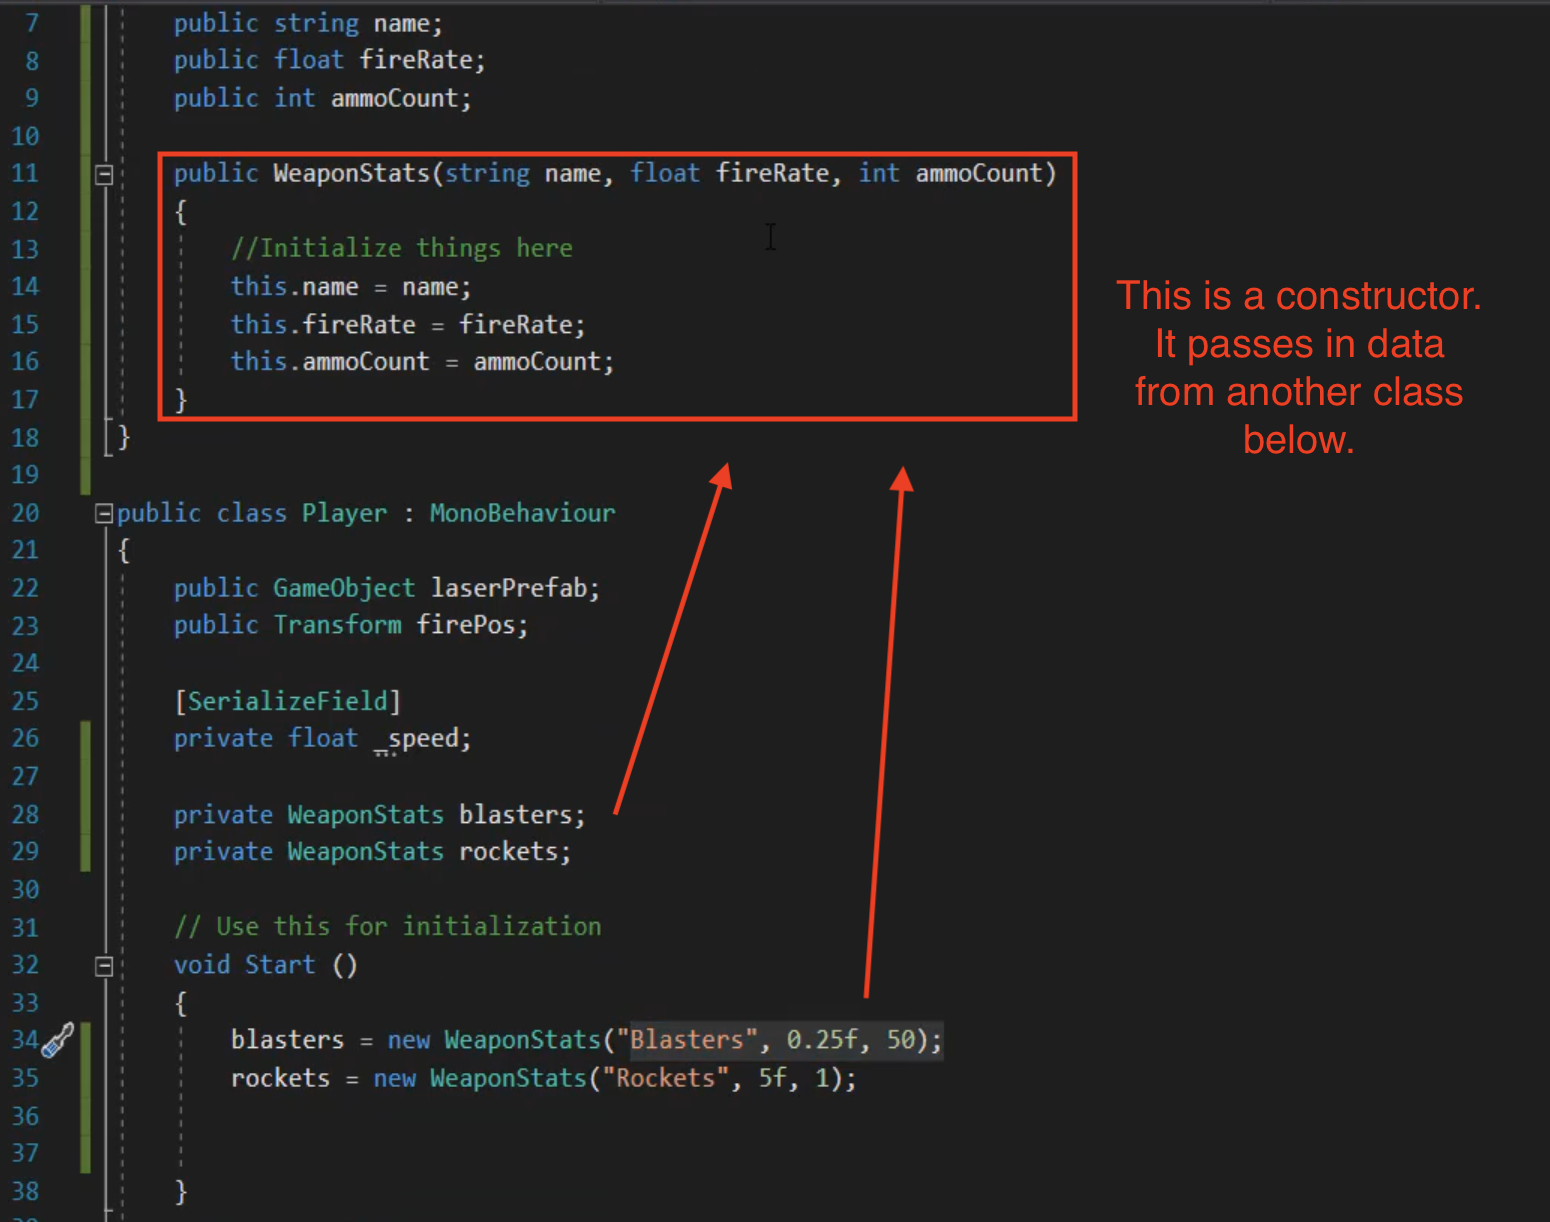 7 public string name;
8 public float fireRate;
9 public int ammoCount;
10
11 public WeaponStats(string name, float fireRate, int ammoCount)
12 {
13 //Initialize things here
14 this.name = name;
15 this.fireRate = fireRate;
16 this.ammoCount = ammoCount;
17 }
18 }
19
20 public class Player : MonoBehaviour
21 {
22 public GameObject laserPrefab;
23 public Transform firePos;
24
25 [SerializeField]
26 private float _speed;
27
28 private WeaponStats blasters;
29 private WeaponStats rockets;
30
31 // Use this for initialization
32 void Start ()
33 {
34 blasters = new WeaponStats("Blasters", 0.25f, 50);
35 rockets = new WeaponStats("Rockets", 5f, 1);
36
37
38 }
This is a constructor.
It passes in data
from another class
below.